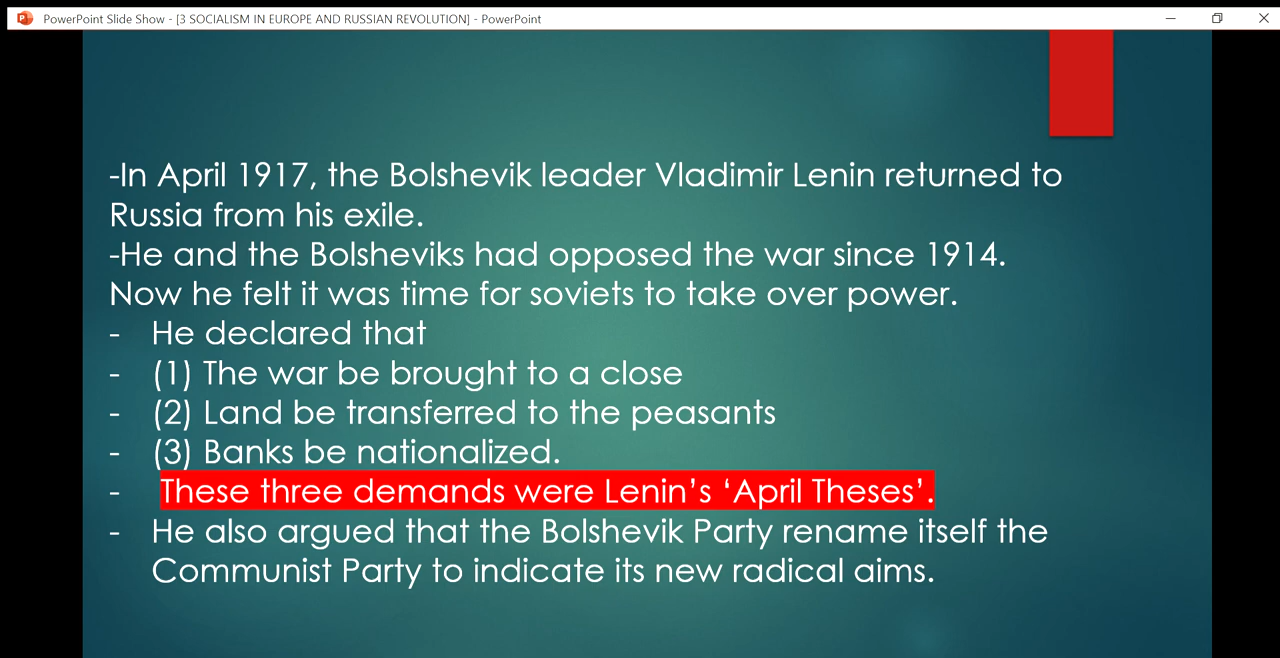 PowerPoint Slide Show - [3 SOCIALISM IN EUROPE AND RUSSIAN REVOLUTION] - PowerPoint
-In April 1917, the Bolshevik leader Vladimir Lenin returned to
Russia from his exile.
-He and the Bolsheviks had opposed the war since 1914.
Now he felt it was time for soviets to take over power.
- He declared that
- (1) The war be brought to a close
- (2) Land be transferred to the peasants
- (3) Banks be nationalized.
- These three demands were Lenin’s ‘April Theses’.
- He also argued that the Bolshevik Party rename itself the
Communist Party to indicate its new radical aims.